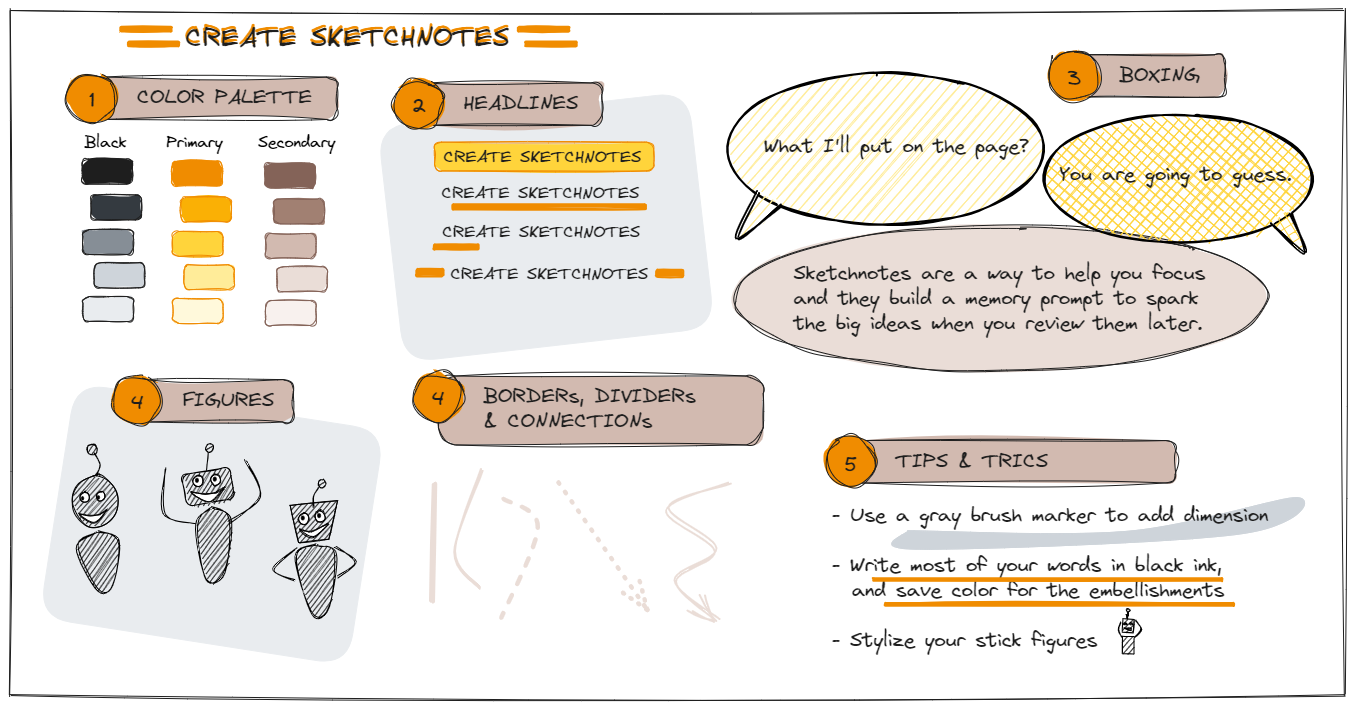 CREATE SKETCHNOTES
1 COLOR PALETTE
Black Primary Secondary
2 HEADLINES
CREATE SKETCHNOTES
CREATE SKETCHNOTES
CREATE SKETCHNOTES
CREATE SKETCHNOTES
3 BOXING
What I'll put on the page?
You are going to guess.
Sketchnotes are a way to help you focus
and they build a memory prompt to spark
the big ideas when you review them later.
4 FIGURES
4 BORDERs, DIVIDERs
& CONNECTIONs
5 TIPS & TRICS
- Use a gray brush marker to add dimension
- Write most of your words in black ink,
and save color for the embellishments
- Stylize your stick figures